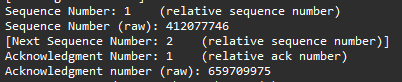 Sequence Number: 1    (relative sequence number)
Sequence Number (raw): 412077746
[Next Sequence Number: 2    (relative sequence number)]
Acknowledgment Number: 1    (relative ack number)
Acknowledgment number (raw): 659709975